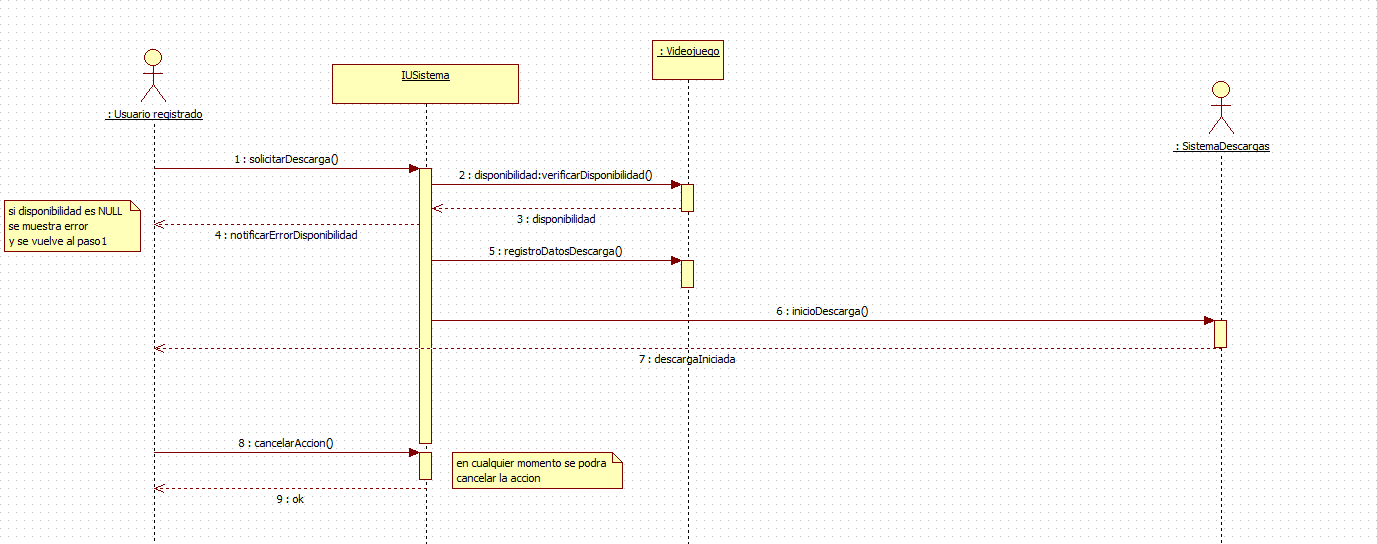 : Videojuego
IUSistema
: Usuario registrado
: SistemaDescargas
1 : solicitarDescarga()
2 : disponibilidad:verificarDisponibilidad()
si disponibilidad es NULL
se muestra error
y se vuelve al paso1
3 : disponibilidad
4 : notificarErrorDisponibilidad
5 : registroDatosDescarga()
6 : inicioDescarga()
7 : descargaIniciada
8 : cancelarAccion()
en cualquier momento se podra
cancelar la accion
9 : ok